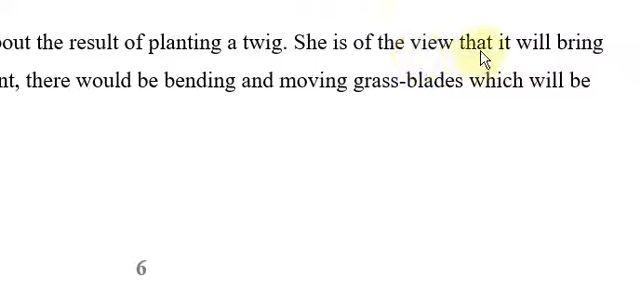 out the result of planting a twig. She is of the view that it will bring
nt, there would be bending and moving grass-blades which will be
6